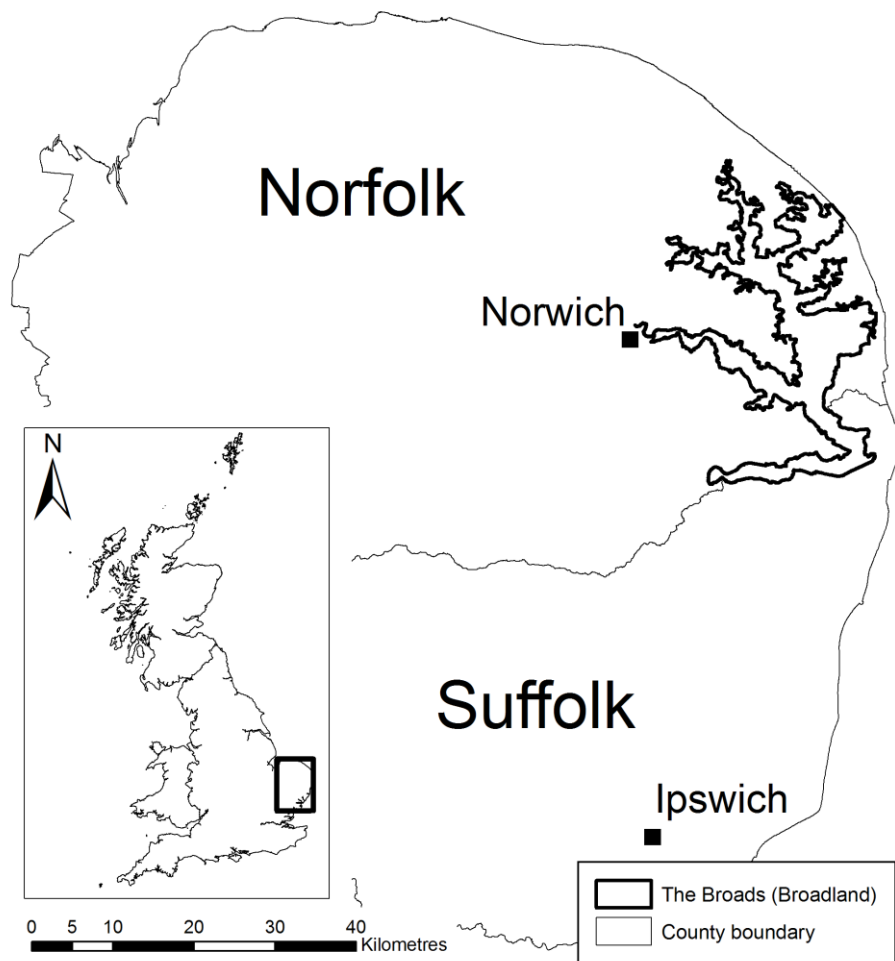 Norfolk
Norwich
N
Suffolk
Ipswich
The Broads (Broadland)
County boundary
0 5 10 20 30 40
Kilometres